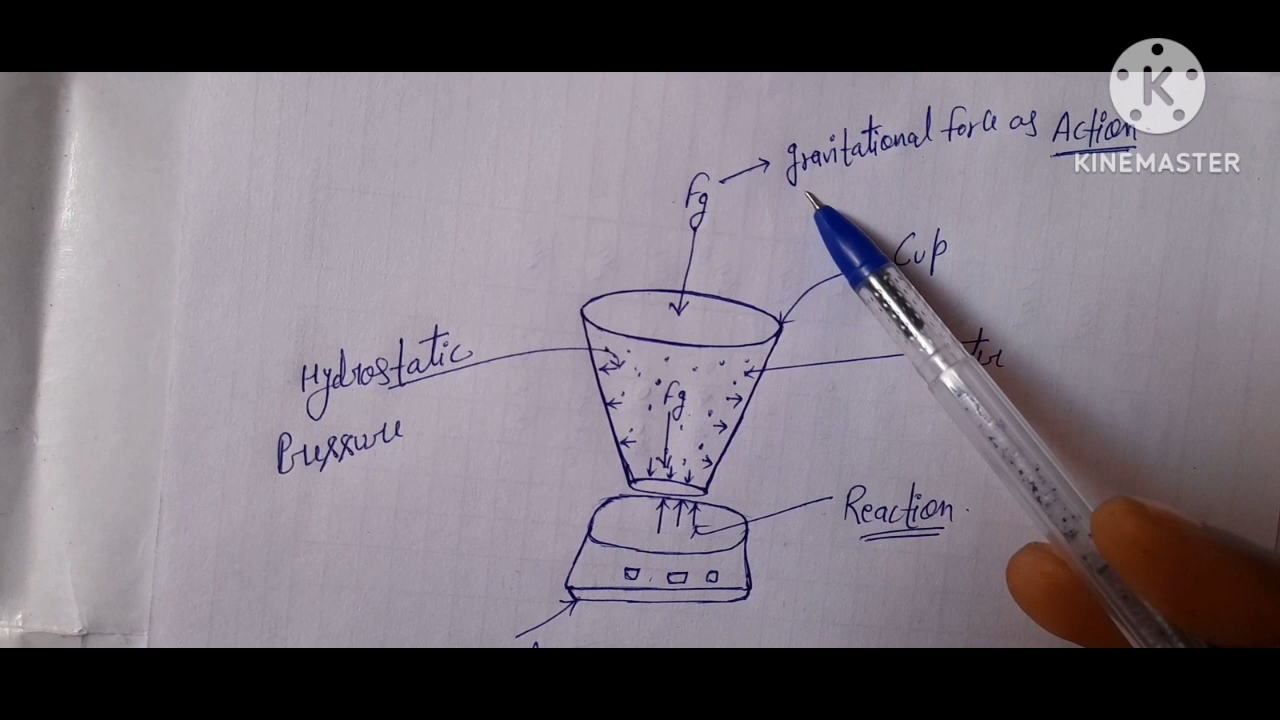 K
KINEMASTER
Fg → gravitational force as Action
Cup
Hydrostatic
Pressure
Fg
Reaction.